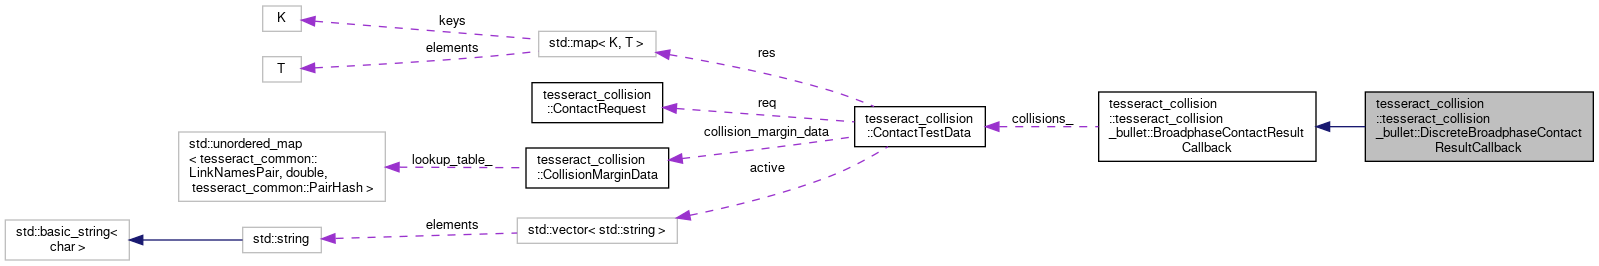 K
keys
T
elements
std::map< K, T >
res
tesseract_collision
::ContactRequest
req
std::unordered_map
< tesseract_common::
LinkNamesPair, double,
tesseract_common::PairHash >
lookup_table_
tesseract_collision
::CollisionMarginData
collision_margin_data
active
std::basic_string<
char >
std::string
elements
std::vector< std::string >
tesseract_collision
::ContactTestData
collisions_
tesseract_collision
::tesseract_collision
_bullet::BroadphaseContactResult
Callback
tesseract_collision
::tesseract_collision
_bullet::DiscreteBroadphaseContact
ResultCallback